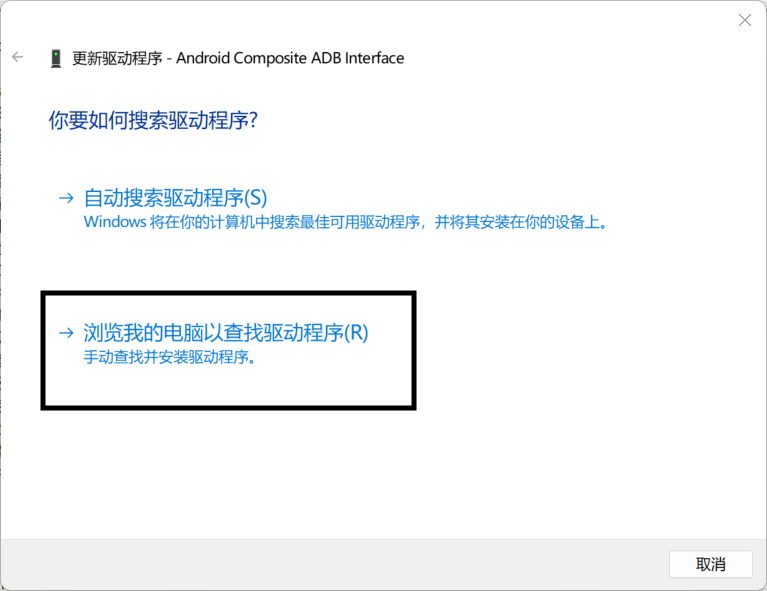 更新驱动程序 - Android Composite ADB Interface
你要如何搜索驱动程序?
自动搜索驱动程序(S)
Windows 将在你的计算机中搜索最佳可用驱动程序，并将其安装在你的设备上。
浏览我的电脑以查找驱动程序(R)
手动查找并安装驱动程序。
取消